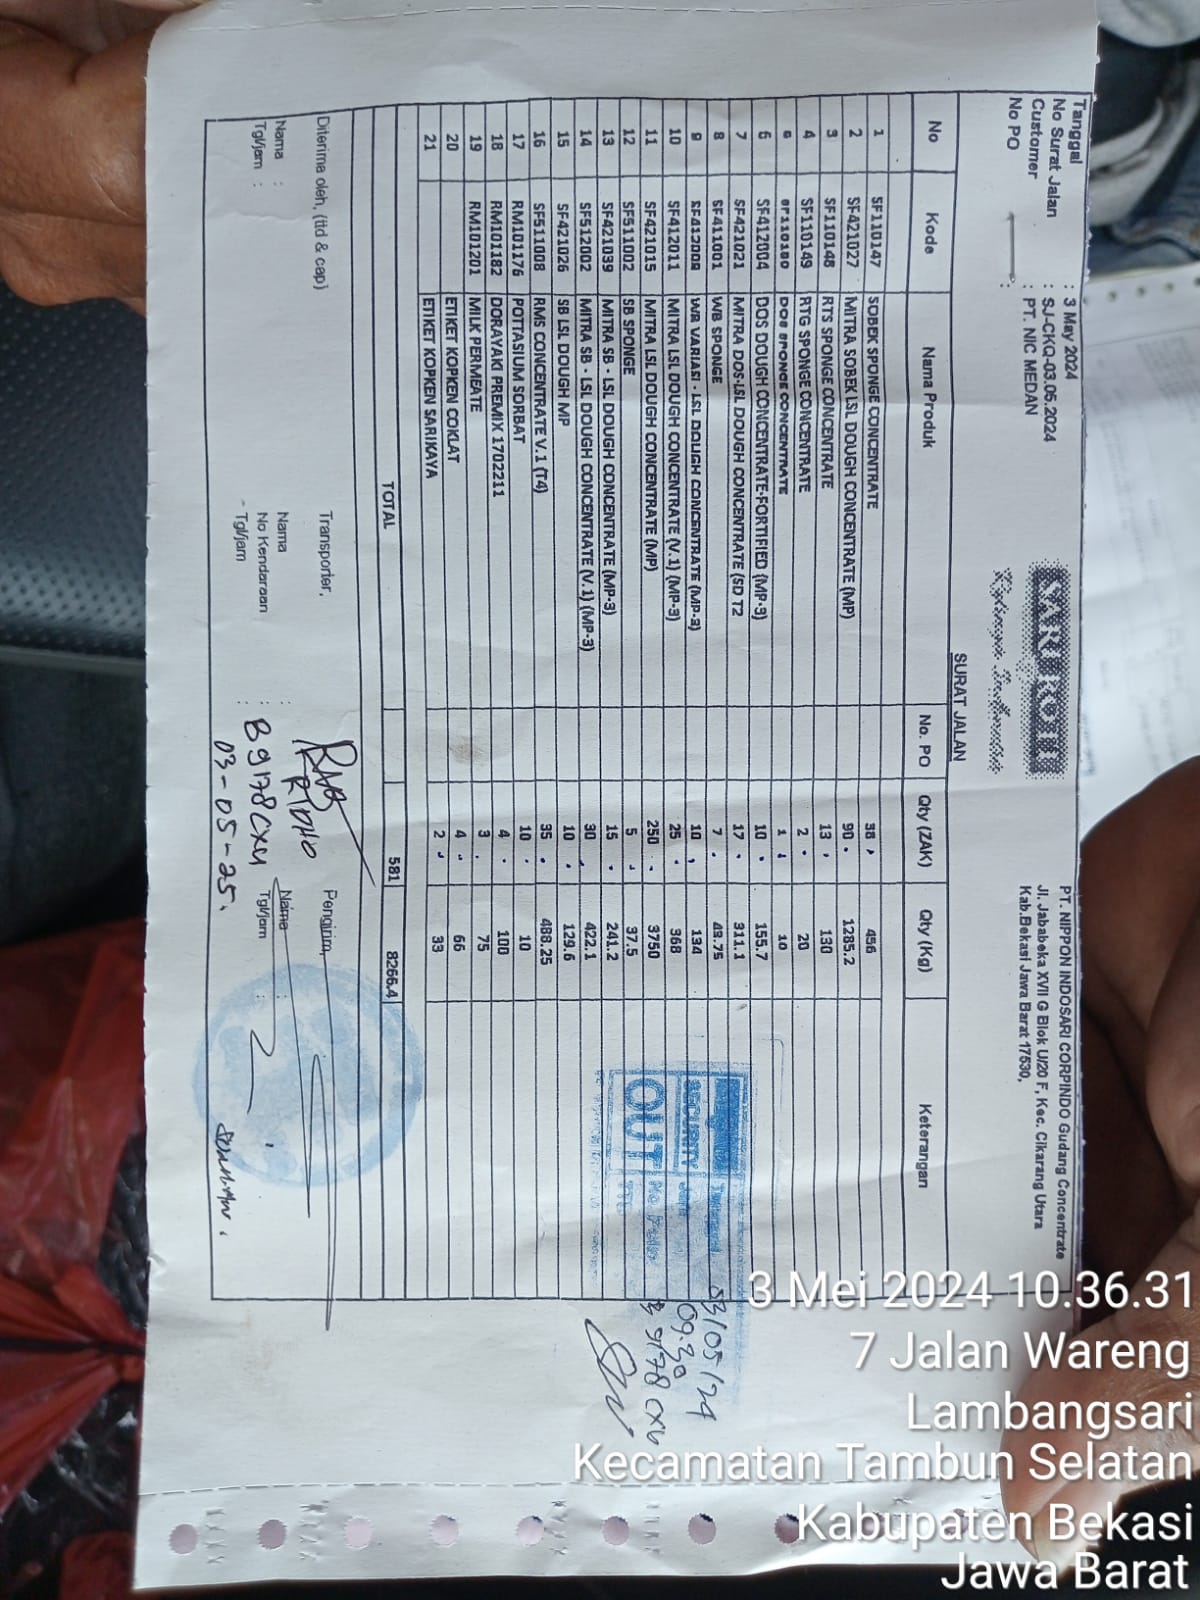 Tanggal : 3 May 2024
No Surat Jalan : SJ-CKQ-03.05.2024
Customer : PT. NIC MEDAN
No PO :
SARI ROTI
PT. NIPPON INDOSARI CORPINDO Gudang Concentrate
Jl. Jababeka XVII G Blok U/20 F, Kec. Cikarang Utara
Kab.Bekasi Jawa Barat 17530,
SURAT JALAN
No Kode Nama Produk No. PO Qty (ZAK) Qty (Kg) Keterangan
1 SF110147 SOBEK SPONGE CONCENTRATE 38 456
2 SF421027 MITRA SOBEK LSL DOUGH CONCENTRATE (MP) 90 1285.2
3 SF110148 RTS SPONGE CONCENTRATE 13 130
4 SF110149 RTG SPONGE CONCENTRATE 2 20
5 SF412004 DOS DOUGH CONCENTRATE-FORTIFIED (MP-3) 10 155.7
6 SF110150 DOS SPONGE CONCENTRATE 1 10
7 SF421021 MITRA DOS-LSL DOUGH CONCENTRATE (SD T2 17 311.1
8 SF411001 WB SPONGE 7 43.75
9 SF412009 WB VARIASI - LSL DOUGH CONCENTRATE (MP-3) 10 134
10 SF412011 MITRA LSL DOUGH CONCENTRATE (V.1) (MP-3) 25 368
11 SF421015 MITRA LSL DOUGH CONCENTRATE (MP) 250 3750
12 SF511002 SB SPONGE 5 37.5
13 SF421039 MITRA SB - LSL DOUGH CONCENTRATE (MP-3) 15 241.2
14 SF512002 MITRA SB - LSL DOUGH CONCENTRATE (V.1) (MP-3) 30 422.1
15 SF421026 SB LSL DOUGH MP 10 129.6
16 SF511008 RMS CONCENTRATE V.1 (T4) 35 488.25
17 RM101176 POTTASIUM SORBAT 10 10
18 RM101182 DORAYAKI PREMIX 1702211 4 100
19 RM101201 MILK PERMEATE 3 75
20 ETIKET KOPKEN COKLAT 4 66
21 ETIKET KOPKEN SARIKAYA 2 33
TOTAL 581 8266.4
SECURITY
OUT
03/05/24
09.30
B 9178 CXU
Diterima oleh, (ttd & cap) Transporter, Pengirim,
Nama : Nama : RIDHO Nama :
Tgl/jam : No Kendaraan : B 9178 CXU Tgl/jam :
- Tgl/jam : 03-05-25.
3 Mei 2024 10.36.31
7 Jalan Wareng
Lambangsari
Kecamatan Tambun Selatan
Kabupaten Bekasi
Jawa Barat